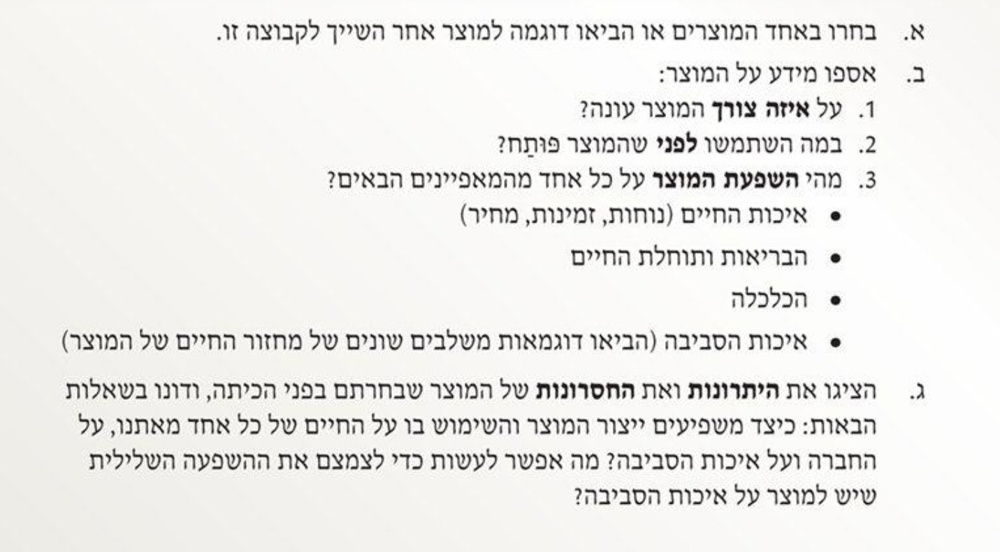 א. בחרו באחד המוצרים או הביאו דוגמה למוצר אחר השייך לקבוצה זו.
ב. אספו מידע על המוצר:
1. על איזה צורך המוצר עונה?
2. במה השתמשו לפני שהמוצר פּוּתַח?
3. מהי השפעת המוצר על כל אחד מהמאפיינים הבאים?
• איכות החיים (נוחות, זמינות, מחיר)
• הבריאות ותוחלת החיים
• הכלכלה
• איכות הסביבה (הביאו דוגמאות משלבים שונים של מחזור החיים של המוצר)
ג. הציגו את היתרונות ואת החסרונות של המוצר שבחרתם בפני הכיתה, ודונו בשאלות
הבאות: כיצד משפיעים ייצור המוצר והשימוש בו על החיים של כל אחד מאתנו, על
החברה ועל איכות הסביבה? מה אפשר לעשות כדי לצמצם את ההשפעה השלילית
שיש למוצר על איכות הסביבה?